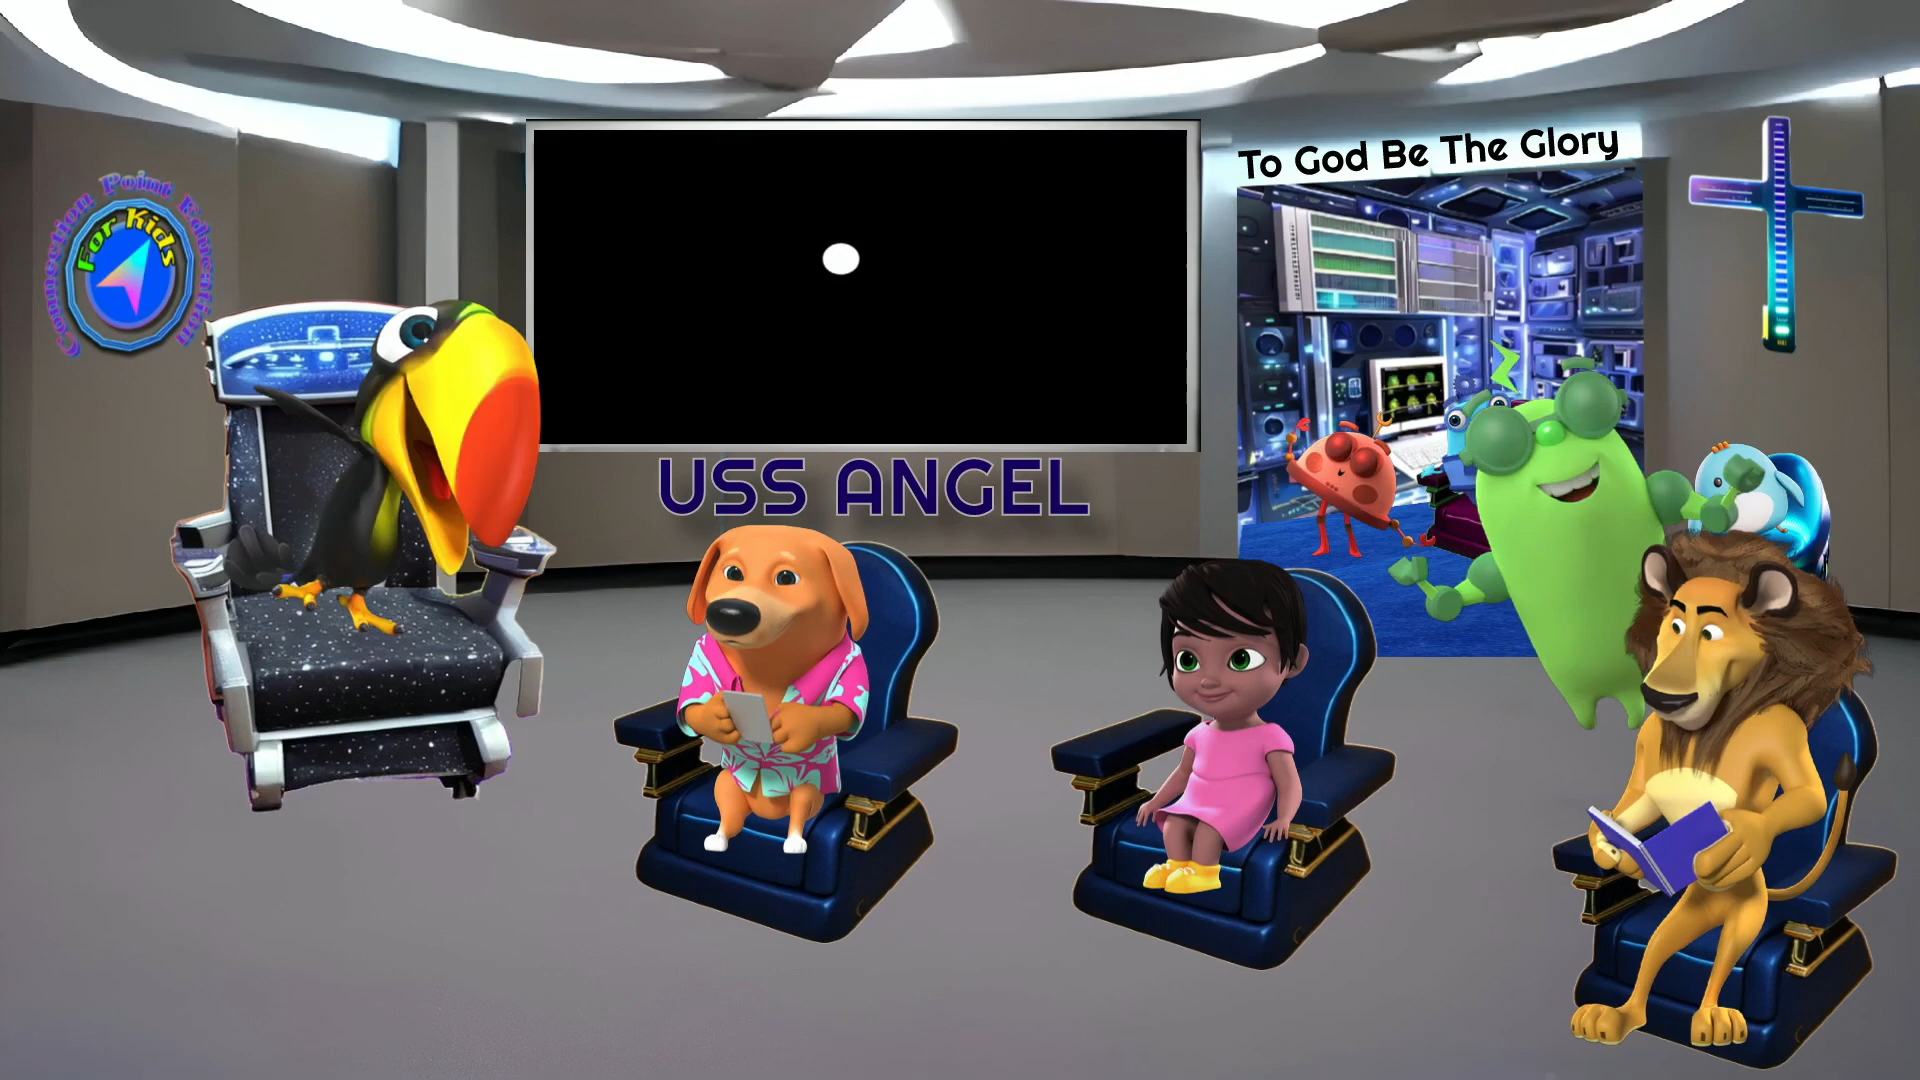 To God Be The Glory
Connection Point Education
For Kids
USS ANGEL